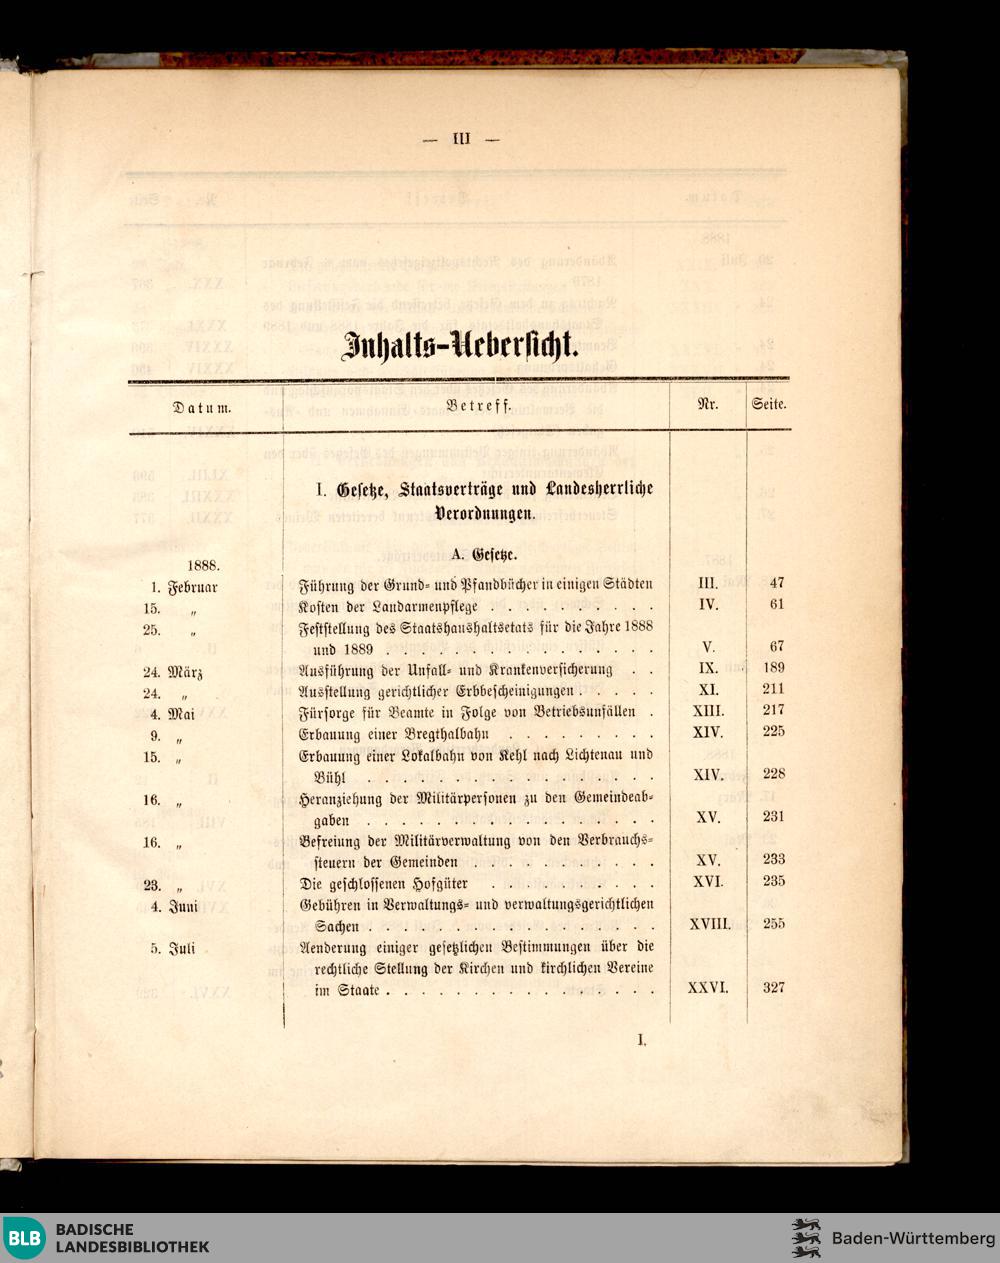 — III —
Inhalts-Uebersicht.
Datum. Betreff. Nr. Seite.
I. Gesetze, Staatsverträge und Landesherrliche
Verordnungen.
A. Gesetze.
1888.
1. Februar Führung der Grund- und Pfandbücher in einigen Städten III. 47
15. „ Kosten der Landarmenpflege . . . . . . . . . . IV. 61
25. „ Feststellung des Staatshaushaltsetats für die Jahre 1888
und 1889 . . . . . . . . . . . . . . . . V. 67
24. März Ausführung der Unfall- und Krankenversicherung . . IX. 189
24. „ Ausstellung gerichtlicher Erbbescheinigungen . . . . . XI. 211
4. Mai Fürsorge für Beamte in Folge von Betriebsunfällen . XIII. 217
9. „ Erbauung einer Bregthalbahn . . . . . . . . . XIV. 225
15. „ Erbauung einer Lokalbahn von Kehl nach Lichtenau und
Bühl . . . . . . . . . . . . . . . . . XIV. 228
16. „ Heranziehung der Militärpersonen zu den Gemeindeab-
gaben . . . . . . . . . . . . . . . . . XV. 231
16. „ Befreiung der Militärverwaltung von den Verbrauchs-
steuern der Gemeinden . . . . . . . . . . . XV. 233
23. „ Die geschlossenen Hofgüter . . . . . . . . . . XVI. 235
4. Juni Gebühren in Verwaltungs- und verwaltungsgerichtlichen
Sachen . . . . . . . . . . . . . . . . . XVIII. 255
5. Juli Aenderung einiger gesetzlichen Bestimmungen über die
rechtliche Stellung der Kirchen und kirchlichen Vereine
im Staate . . . . . . . . . . . . . . . . XXVI. 327
I.
BLB BADISCHE
LANDESBIBLIOTHEK
Baden-Württemberg